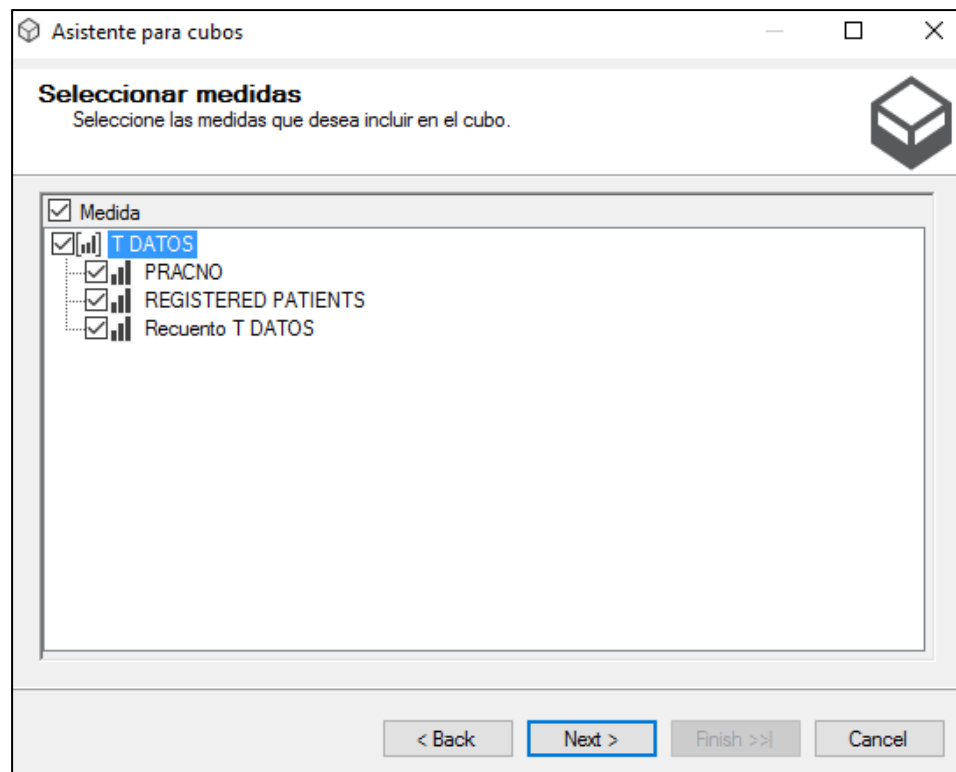 Asistente para cubos
Seleccionar medidas
Seleccione las medidas que desea incluir en el cubo.
Medida
T DATOS
PRACNO
REGISTERED PATIENTS
Recuento T DATOS
< Back Next > Finish >>| Cancel